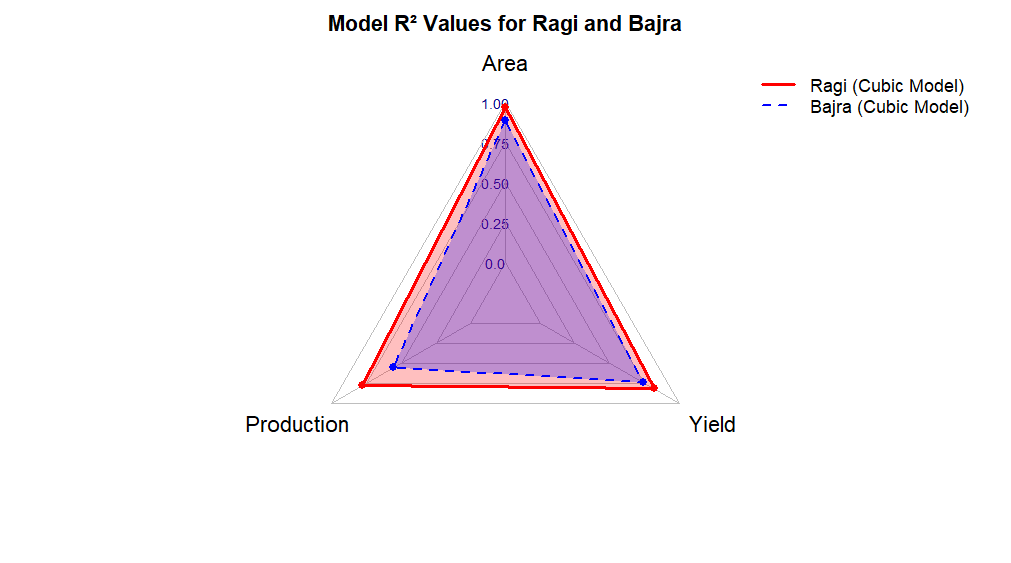 Model R² Values for Ragi and Bajra
Area
Ragi (Cubic Model)
Bajra (Cubic Model)
1.00
0.75
0.50
0.25
0.0
Production
Yield